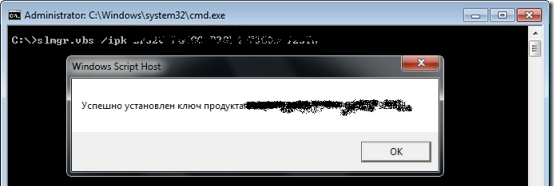 Administrator: C:\Windows\system32\cmd.exe
C:\>slmgr.vbs /ipk
Windows Script Host
Успешно установлен ключ продукта
OK